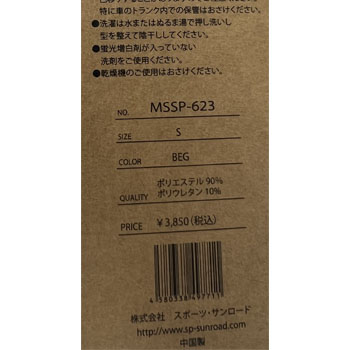 特に車のトランク内での保管はおさけください。
●洗濯は水またはぬるま湯で押し洗いし
型を整えて陰干ししてください。
●蛍光増白剤が入っていない
洗剤をご使用ください。
●乾燥機のご使用はおさけください。
NO. MSSP-623
SIZE S
COLOR BEG
QUALITY ポリエステル 90%
ポリウレタン 10%
PRICE ￥3,850(税込)
4 580338 497711
株式会社 スポーツ・サンロード
http://www.sp-sunroad.com
中国製